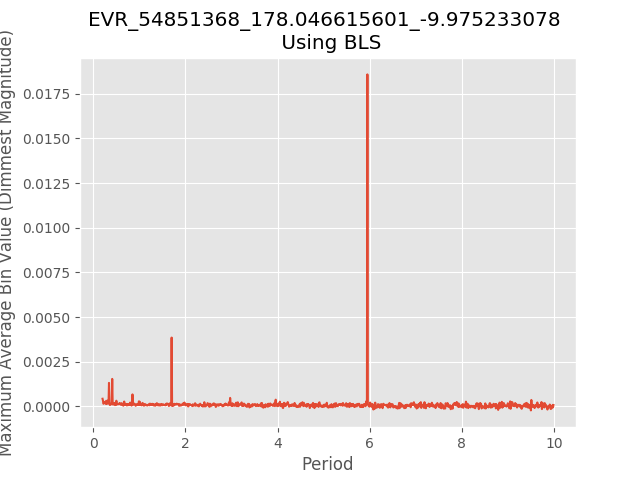 EVR_54851368_178.046615601_-9.975233078
Using BLS
Maximum Average Bin Value (Dimmest Magnitude)
0.0175
0.0150
0.0125
0.0100
0.0075
0.0050
0.0025
0.0000
0 2 4 6 8 10
Period